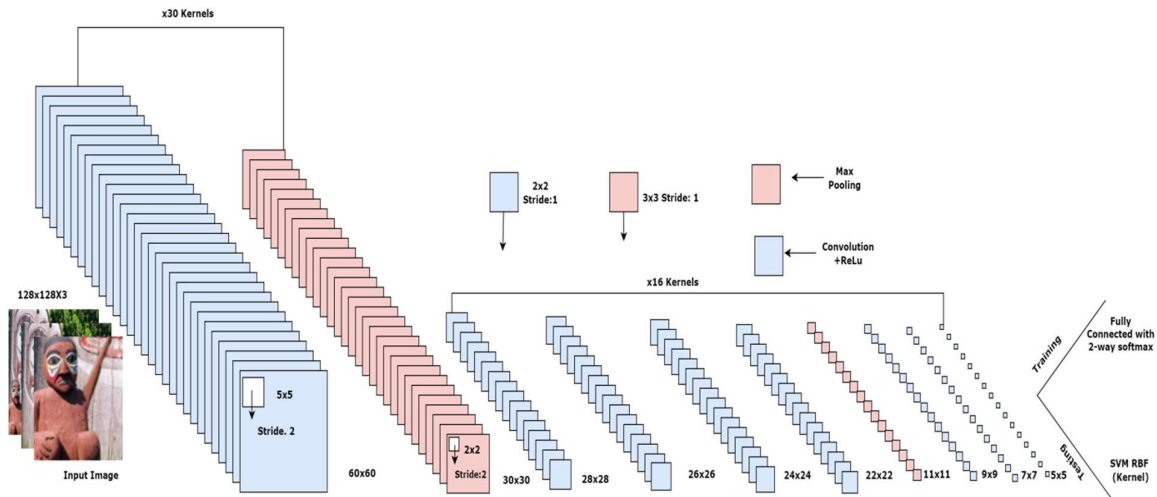 x30 Kernels
2x2
Stride:1
3x3 Stride: 1
Max
Pooling
Convolution
+ReLu
x16 Kernels
128x128X3
Fully
Connected with
2-way softmax
Training
5x5
Stride. 2
2x2
Stride:2
Input Image
60x60
30x30
28x28
26x26
24x24
22x22
11x11
9x9
7x7
5x5
Testing
SVM RBF
(Kernel)